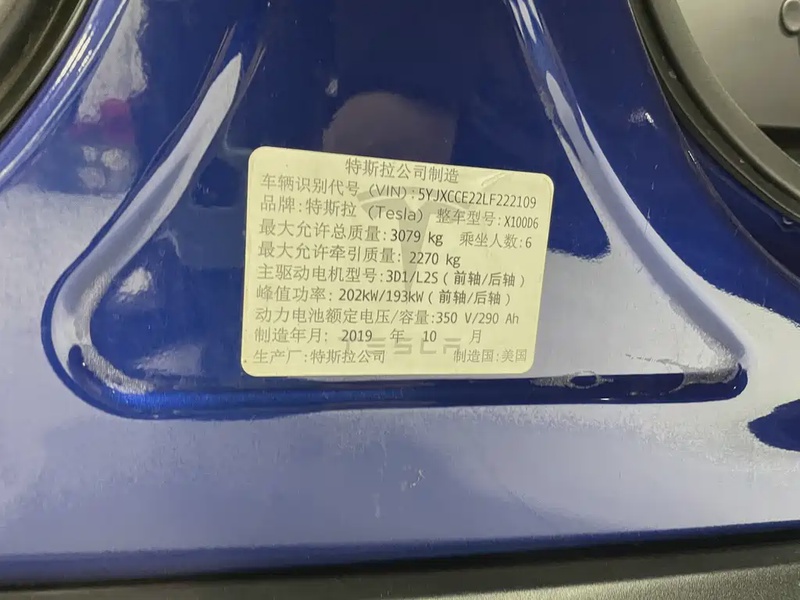 特斯拉公司制造
车辆识别代号 (VIN):5YJXCCE22LF222109
品牌:特斯拉 (Tesla) 整车型号:X100D6
最大允许总质量:3079 kg 乘坐人数:6
最大允许牵引质量: 2270 kg
主驱动电机型号:3D1/L2S(前轴/后轴)
峰值功率: 202kW/193kW(前轴/后轴)
动力电池额定电压/容量:350 V/290 Ah
制造年月: 2019 年 10 月
TESLA
生产厂:特斯拉公司 制造国:美国